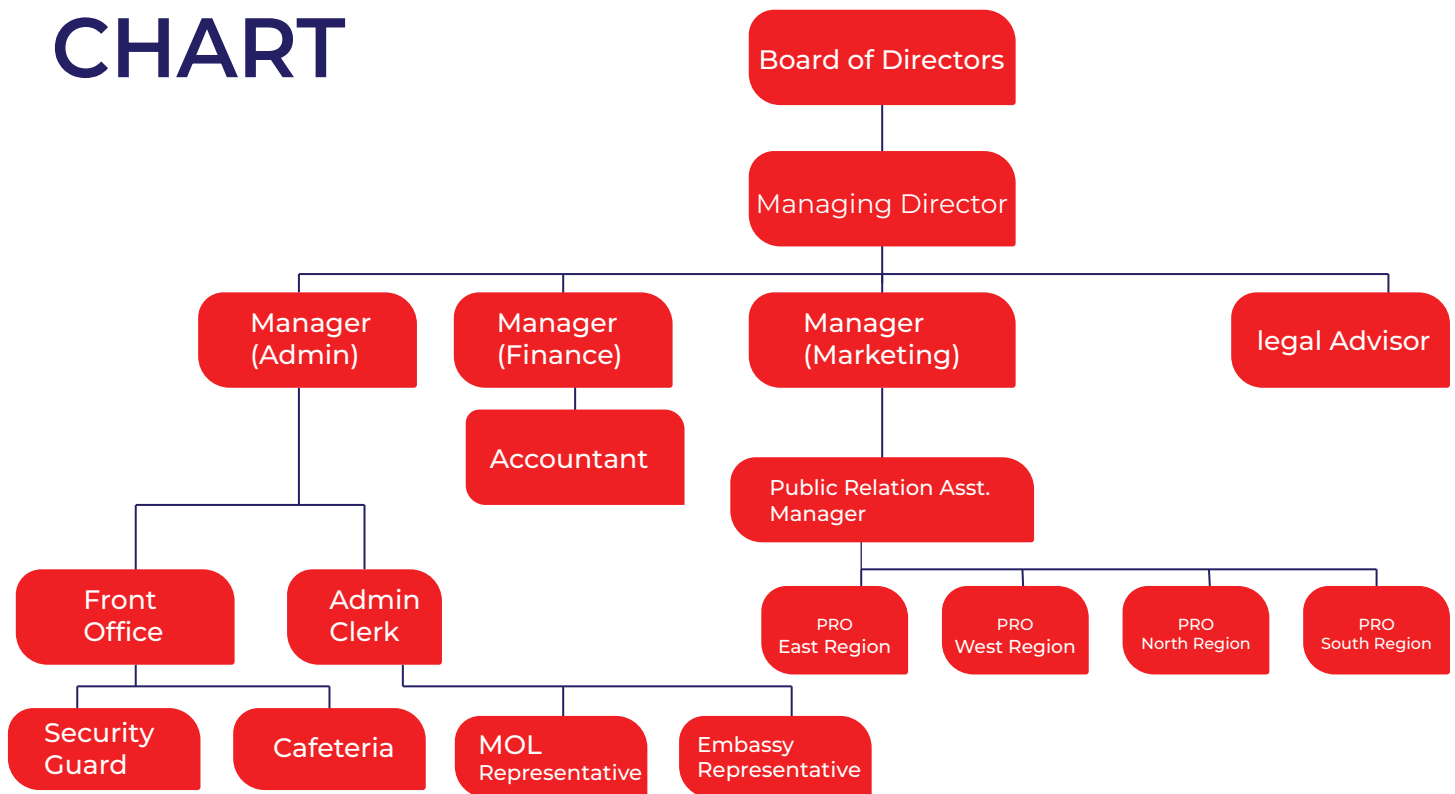 CHART
Board of Directors
Managing Director
Manager
(Admin)
Manager
(Finance)
Manager
(Marketing)
legal Advisor
Accountant
Public Relation Asst.
Manager
Front
Office
Admin
Clerk
PRO
East Region
PRO
West Region
PRO
North Region
PRO
South Region
Security
Guard
Cafeteria
MOL
Representative
Embassy
Representative